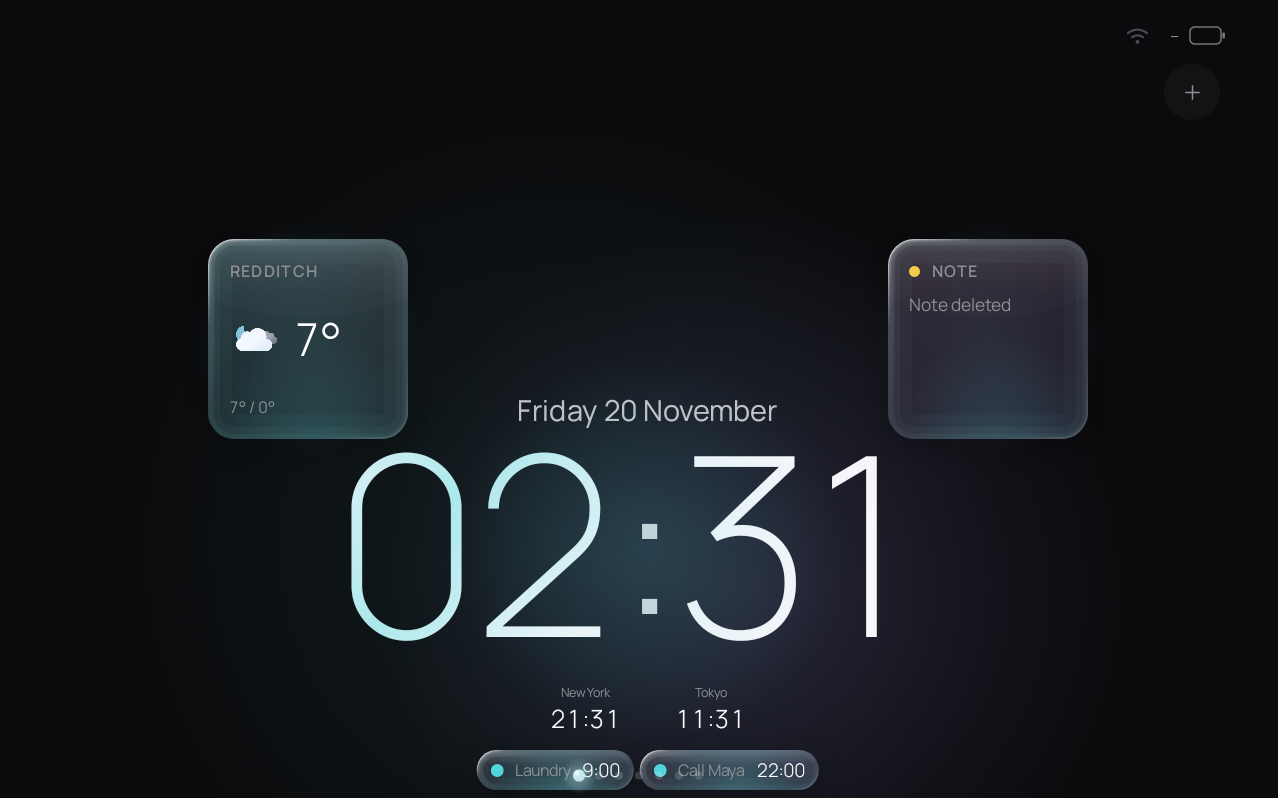 –
+
REDDITCH
7°
7° / 0°
NOTE
Note deleted
Friday 20 November
02:31
New York
21:31
Tokyo
11:31
Laundry 9:00
Call Maya 22:00